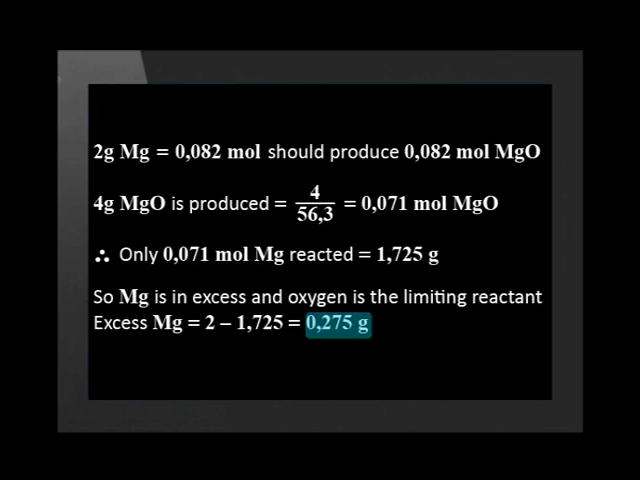 2g Mg = 0,082 mol should produce 0,082 mol MgO
4g MgO is produced = 4/56,3 = 0,071 mol MgO
∴ Only 0,071 mol Mg reacted = 1,725 g
So Mg is in excess and oxygen is the limiting reactant
Excess Mg = 2 – 1,725 = 0,275 g